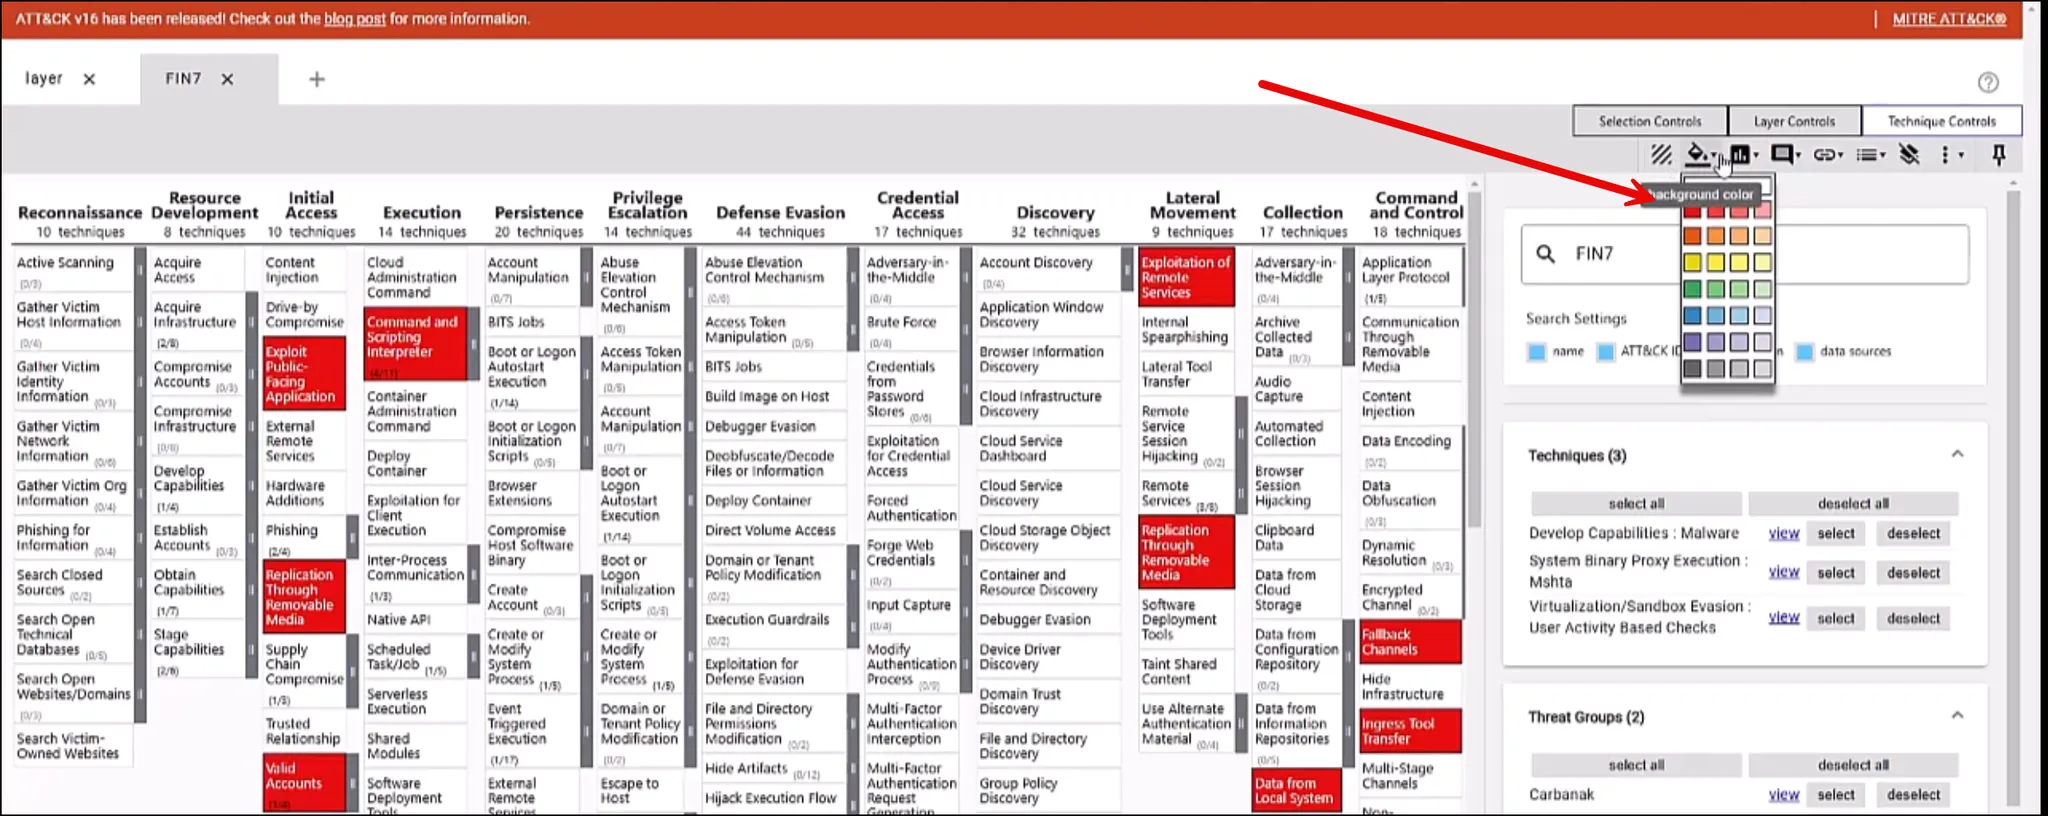 ATT&CK v16 has been released! Check out the blog post for more information.
MITRE ATT&CK®
layer
FIN7
Selection Controls
Layer Controls
Technique Controls
background color
Reconnaissance
10 techniques
Active Scanning
(0/3)
Gather Victim
Host Information
(0/4)
Gather Victim
Identity
Information (0/3)
Gather Victim
Network
Information (0/6)
Gather Victim Org
Information (0/4)
Phishing for
Information (0/4)
Search Closed
Sources (0/2)
Search Open
Technical
Databases (0/5)
Search Open
Websites/Domains
(0/3)
Search Victim-
Owned Websites
Resource
Development
8 techniques
Acquire
Access
Acquire
Infrastructure
(2/8)
Compromise
Accounts (0/3)
Compromise
Infrastructure
(0/8)
Develop
Capabilities
(1/4)
Establish
Accounts (0/3)
Obtain
Capabilities
(1/7)
Stage
Capabilities
(2/6)
Initial
Access
10 techniques
Content
Injection
Drive-by
Compromise
Exploit
Public-
Facing
Application
External
Remote
Services
Hardware
Additions
Phishing
(2/4)
Replication
Through
Removable
Media
Supply
Chain
Compromise
(1/3)
Trusted
Relationship
Valid
Accounts
(1/4)
Execution
14 techniques
Cloud
Administration
Command
Command and
Scripting
Interpreter
(4/11)
Container
Administration
Command
Deploy
Container
Exploitation for
Client
Execution
Inter-Process
Communication
(1/3)
Native API
Scheduled
Task/Job (1/5)
Serverless
Execution
Shared
Modules
Software
Deployment
Tools
Persistence
20 techniques
Account
Manipulation
(0/7)
BITS Jobs
Boot or Logon
Autostart
Execution
(1/14)
Boot or Logon
Initialization
Scripts (0/5)
Browser
Extensions
Compromise
Host Software
Binary
Create
Account (0/3)
Create or
Modify
System
Process (1/5)
Event
Triggered
Execution
(1/17)
External
Remote
Services
Privilege
Escalation
14 techniques
Abuse
Elevation
Control
Mechanism
(0/6)
Access Token
Manipulation
(0/5)
Account
Manipulation
(0/7)
Boot or
Logon
Autostart
Execution
(1/14)
Boot or
Logon
Initialization
Scripts (0/5)
Create or
Modify
System
Process (1/5)
Domain or
Tenant Policy
Modification
(0/2)
Escape to
Host
Defense Evasion
44 techniques
Abuse Elevation
Control Mechanism
(0/6)
Access Token
Manipulation (0/5)
BITS Jobs
Build Image on Host
Debugger Evasion
Deobfuscate/Decode
Files or Information
Deploy Container
Direct Volume Access
Domain or Tenant
Policy Modification
(0/2)
Execution Guardrails
(0/2)
Exploitation for
Defense Evasion
File and Directory
Permissions
Modification (0/2)
Hide Artifacts (0/12)
Hijack Execution Flow
Credential
Access
17 techniques
Adversary-in-
the-Middle
(0/4)
Brute Force
(0/4)
Credentials
from
Password
Stores (0/6)
Exploitation
for Credential
Access
Forced
Authentication
Forge Web
Credentials
(0/2)
Input Capture
(0/4)
Modify
Authentication
Process (0/9)
Multi-Factor
Authentication
Interception
Multi-Factor
Authentication
Request
Generation
Discovery
32 techniques
Account Discovery
(0/4)
Application Window
Discovery
Browser Information
Discovery
Cloud Infrastructure
Discovery
Cloud Service
Dashboard
Cloud Service
Discovery
Cloud Storage Object
Discovery
Container and
Resource Discovery
Debugger Evasion
Device Driver
Discovery
Domain Trust
Discovery
File and Directory
Discovery
Group Policy
Discovery
Lateral
Movement
9 techniques
Exploitation of
Remote
Services
Internal
Spearphishing
Lateral Tool
Transfer
Remote
Service
Session
Hijacking (0/2)
Remote
Services (3/8)
Replication
Through
Removable
Media
Software
Deployment
Tools
Taint Shared
Content
Use Alternate
Authentication
Material (0/4)
Collection
17 techniques
Adversary-in-
the-Middle
(0/4)
Archive
Collected
Data (0/3)
Audio
Capture
Automated
Collection
Browser
Session
Hijacking
Clipboard
Data
Data from
Cloud
Storage
Data from
Configuration
Repository
(0/2)
Data from
Information
Repositories
(0/5)
Data from
Local System
Command
and Control
18 techniques
Application
Layer Protocol
(1/5)
Communication
Through
Removable
Media
Content
Injection
Data Encoding
(0/2)
Data
Obfuscation
(0/3)
Dynamic
Resolution (0/3)
Encrypted
Channel (0/2)
Fallback
Channels
Hide
Infrastructure
Ingress Tool
Transfer
Multi-Stage
Channels
Non-
FIN7
Search Settings
name
ATT&CK ID
n
data sources
Techniques (3)
select all
deselect all
Develop Capabilities : Malware view select deselect
System Binary Proxy Execution :
Mshta view select deselect
Virtualization/Sandbox Evasion :
User Activity Based Checks view select deselect
Threat Groups (2)
select all
deselect all
Carbanak view select deselect